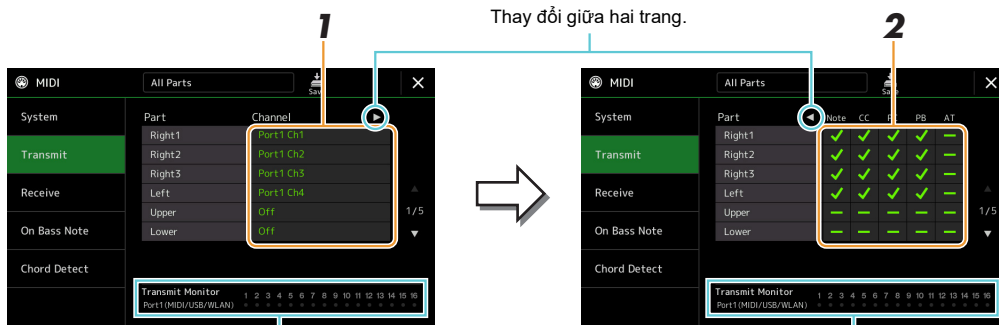 Thay đổi giữa hai trang.
1
2
MIDI
All Parts
Save
System
Transmit
Receive
On Bass Note
Chord Detect
Part Channel
Right1 Port1 Ch1
Right2 Port1 Ch2
Right3 Port1 Ch3
Left Port1 Ch4
Upper Off
Lower Off
1/5
Transmit Monitor
Port1(MIDI/USB/WLAN)
1 2 3 4 5 6 7 8 9 10 11 12 13 14 15 16
MIDI
All Parts
Save
System
Transmit
Receive
On Bass Note
Chord Detect
Part Note CC PC PB AT
Right1
Right2
Right3
Left
Upper
Lower
1/5
Transmit Monitor
Port1(MIDI/USB/WLAN)
1 2 3 4 5 6 7 8 9 10 11 12 13 14 15 16